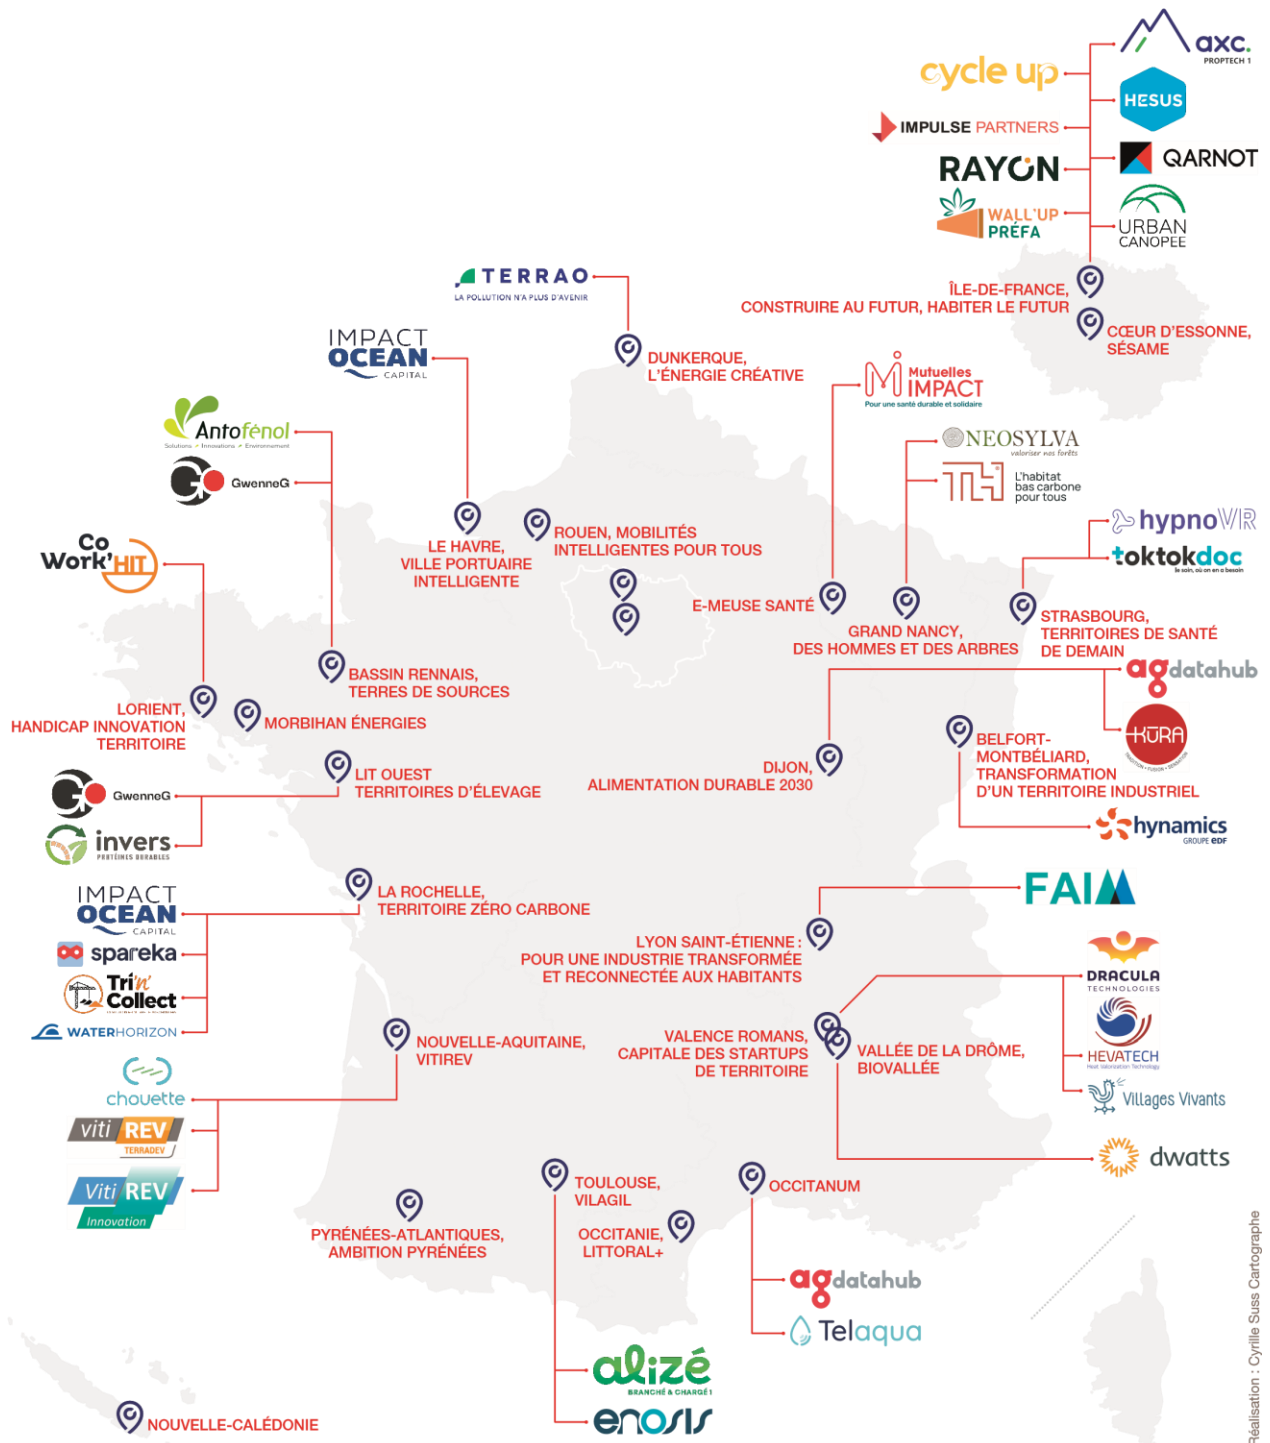 axc.
PROPTECH 1
cycle up
HESUS
IMPULSE PARTNERS
QARNOT
RAYON
WALL'UP
PRÉFA
URBAN
CANOPEE
TERRAO
LA POLLUTION N'A PLUS D'AVENIR
ÎLE-DE-FRANCE,
CONSTRUIRE AU FUTUR, HABITER LE FUTUR
CŒUR D'ESSONNE,
SÉSAME
IMPACT
OCEAN
CAPITAL
DUNKERQUE,
L'ÉNERGIE CRÉATIVE
Mutuelles
IMPACT
Pour une santé durable et solidaire
Antofénol
Solutions • Innovations • Environnement
GwenneG
NEOSYLVA
valoriser nos forêts
TH
L'habitat
bas carbone
pour tous
hypnoVR
toktokdoc
le soin, où on en a besoin
Co
Work'HIT
LE HAVRE,
VILLE PORTUAIRE
INTELLIGENTE
ROUEN, MOBILITÉS
INTELLIGENTES POUR TOUS
E-MEUSE SANTÉ
GRAND NANCY,
DES HOMMES ET DES ARBRES
STRASBOURG,
TERRITOIRES DE SANTÉ
DE DEMAIN
BASSIN RENNAIS,
TERRES DE SOURCES
LORIENT,
HANDICAP INNOVATION
TERRITOIRE
MORBIHAN ÉNERGIES
agdatahub
KŪRA
BELFORT-
MONTBÉLIARD,
TRANSFORMATION
D'UN TERRITOIRE INDUSTRIEL
DIJON,
ALIMENTATION DURABLE 2030
LIT OUEST
TERRITOIRES D'ÉLEVAGE
GwenneG
invers
PROTÉINES DURABLES
hynamics
GROUPE EDF
IMPACT
OCEAN
CAPITAL
LA ROCHELLE,
TERRITOIRE ZÉRO CARBONE
FAIM
spareka
Tri'n'
Collect
WATERHORIZON
LYON SAINT-ÉTIENNE :
POUR UNE INDUSTRIE TRANSFORMÉE
ET RECONNECTÉE AUX HABITANTS
DRACULA
TECHNOLOGIES
NOUVELLE-AQUITAINE,
VITIREV
VALENCE ROMANS,
CAPITALE DES STARTUPS
DE TERRITOIRE
VALLÉE DE LA DRÔME,
BIOVALLÉE
HEVATECH
Heat Valorization Technology
chouette
Villages Vivants
viti REV
TERRADEV
Viti REV
Innovation
dwatts
TOULOUSE,
VILAGIL
OCCITANUM
PYRÉNÉES-ATLANTIQUES,
AMBITION PYRÉNÉES
OCCITANIE,
LITTORAL+
agdatahub
Telaqua
alizé
BRANCHÉ & CHARGÉ !
enosis
NOUVELLE-CALÉDONIE
Réalisation : Cyrille Suss Cartographe